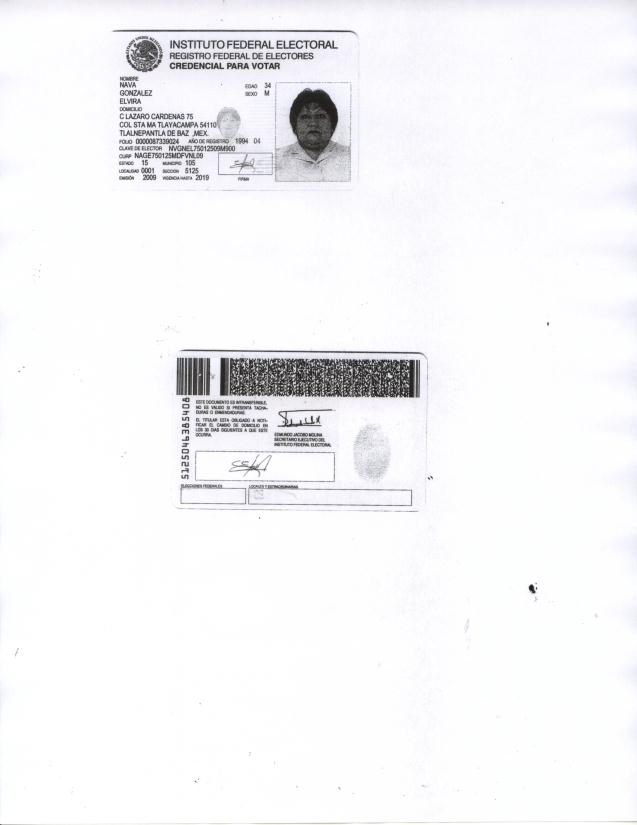 INSTITUTO FEDERAL ELECTORAL
REGISTRO FEDERAL DE ELECTORES
CREDENCIAL PARA VOTAR
NOMBRE
NAVA
GONZALEZ
ELVIRA
EDAD 34
SEXO M
DOMICILIO
C LAZARO CARDENAS 75
COL STA MA TLAYACAMPA 54110
TLALNEPANTLA DE BAZ ,MEX.
FOLIO 0000087339024 AÑO DE REGISTRO 1994 04
CLAVE DE ELECTOR NVGNEL75012509M900
CURP NAGE750125MDFVNL09
ESTADO 15 MUNICIPIO 105
LOCALIDAD 0001 SECCION 5125
EMISIÓN 2009 VIGENCIA HASTA 2019
FIRMA
ESTE DOCUMENTO ES INTRANSFERIBLE,
NO ES VALIDO SI PRESENTA TACHA-
DURAS O ENMENDADURAS.
EL TITULAR ESTA OBLIGADO A NOTI-
FICAR EL CAMBIO DE DOMICILIO EN
LOS 30 DIAS SIGUIENTES A QUE ESTE
OCURRA.
EDMUNDO JACOBO MOLINA
SECRETARIO EJECUTIVO DEL
INSTITUTO FEDERAL ELECTORAL
ELECCIONES FEDERALES
LOCALES Y EXTRAORDINARIAS